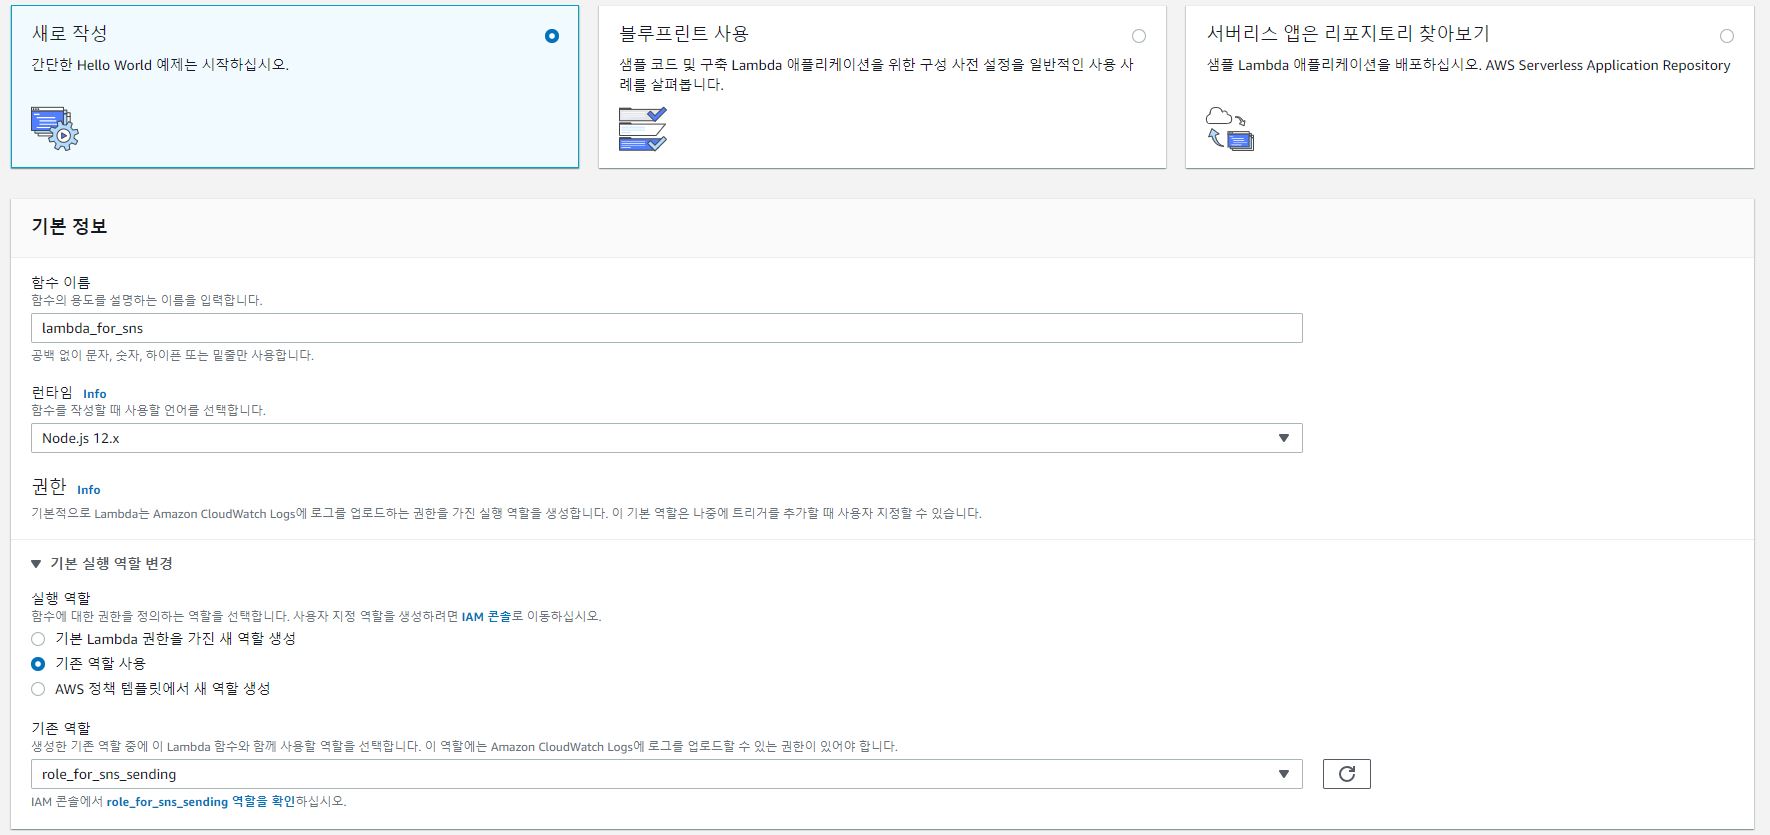 새로 작성
간단한 Hello World 예제는 시작하십시오.
블루프린트 사용
샘플 코드 및 구축 Lambda 애플리케이션을 위한 구성 사전 설정을 일반적인 사용 사
례를 살펴봅니다.
서버리스 앱은 리포지토리 찾아보기
샘플 Lambda 애플리케이션을 배포하십시오. AWS Serverless Application Repository
기본 정보
함수 이름
함수의 용도를 설명하는 이름을 입력합니다.
lambda_for_sns
공백 없이 문자, 숫자, 하이픈 또는 밑줄만 사용합니다.
런타임 Info
함수를 작성할 때 사용할 언어를 선택합니다.
Node.js 12.x
권한 Info
기본적으로 Lambda는 Amazon CloudWatch Logs에 로그를 업로드하는 권한을 가진 실행 역할을 생성합니다. 이 기본 역할은 나중에 트리거를 추가할 때 사용자 지정할 수 있습니다.
기본 실행 역할 변경
실행 역할
함수에 대한 권한을 정의하는 역할을 선택합니다. 사용자 지정 역할을 생성하려면 IAM 콘솔로 이동하십시오.
기본 Lambda 권한을 가진 새 역할 생성
기존 역할 사용
AWS 정책 템플릿에서 새 역할 생성
기존 역할
생성한 기존 역할 중에 이 Lambda 함수와 함께 사용할 역할을 선택합니다. 이 역할에는 Amazon CloudWatch Logs에 로그를 업로드할 수 있는 권한이 있어야 합니다.
role_for_sns_sending
IAM 콘솔에서 role_for_sns_sending 역할을 확인하십시오.